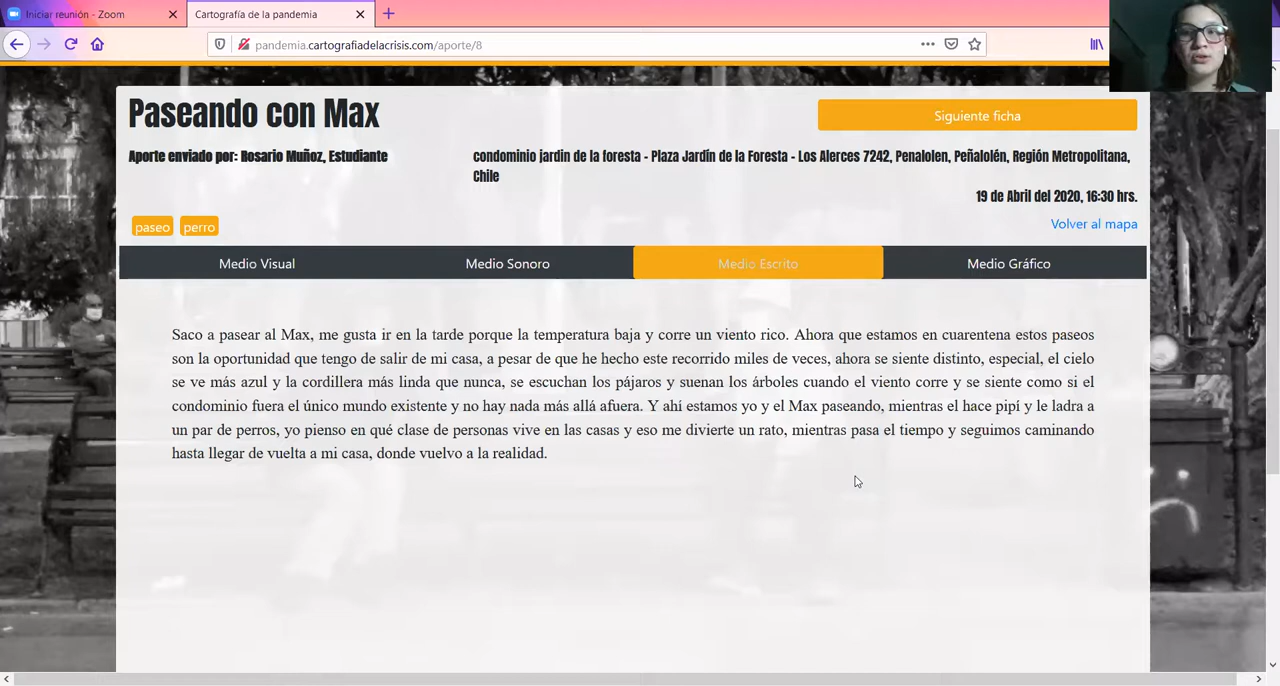 Iniciar reunión - Zoom
Cartografía de la pandemia
pandemia.cartografiadelacrisis.com/aporte/8
Paseando con Max
Siguiente ficha
Aporte enviado por: Rosario Muñoz, Estudiante
condominio jardin de la foresta - Plaza Jardín de la Foresta - Los Alerces 7242, Penalolen, Peñalolén, Región Metropolitana,
Chile
19 de Abril del 2020, 16:30 hrs.
paseo perro
Volver al mapa
Medio Visual Medio Sonoro Medio Escrito Medio Gráfico
Saco a pasear al Max, me gusta ir en la tarde porque la temperatura baja y corre un viento rico. Ahora que estamos en cuarentena estos paseos
son la oportunidad que tengo de salir de mi casa, a pesar de que he hecho este recorrido miles de veces, ahora se siente distinto, especial, el cielo
se ve más azul y la cordillera más linda que nunca, se escuchan los pájaros y suenan los árboles cuando el viento corre y se siente como si el
condominio fuera el único mundo existente y no hay nada más allá afuera. Y ahí estamos yo y el Max paseando, mientras el hace pipí y le ladra a
un par de perros, yo pienso en qué clase de personas vive en las casas y eso me divierte un rato, mientras pasa el tiempo y seguimos caminando
hasta llegar de vuelta a mi casa, donde vuelvo a la realidad.